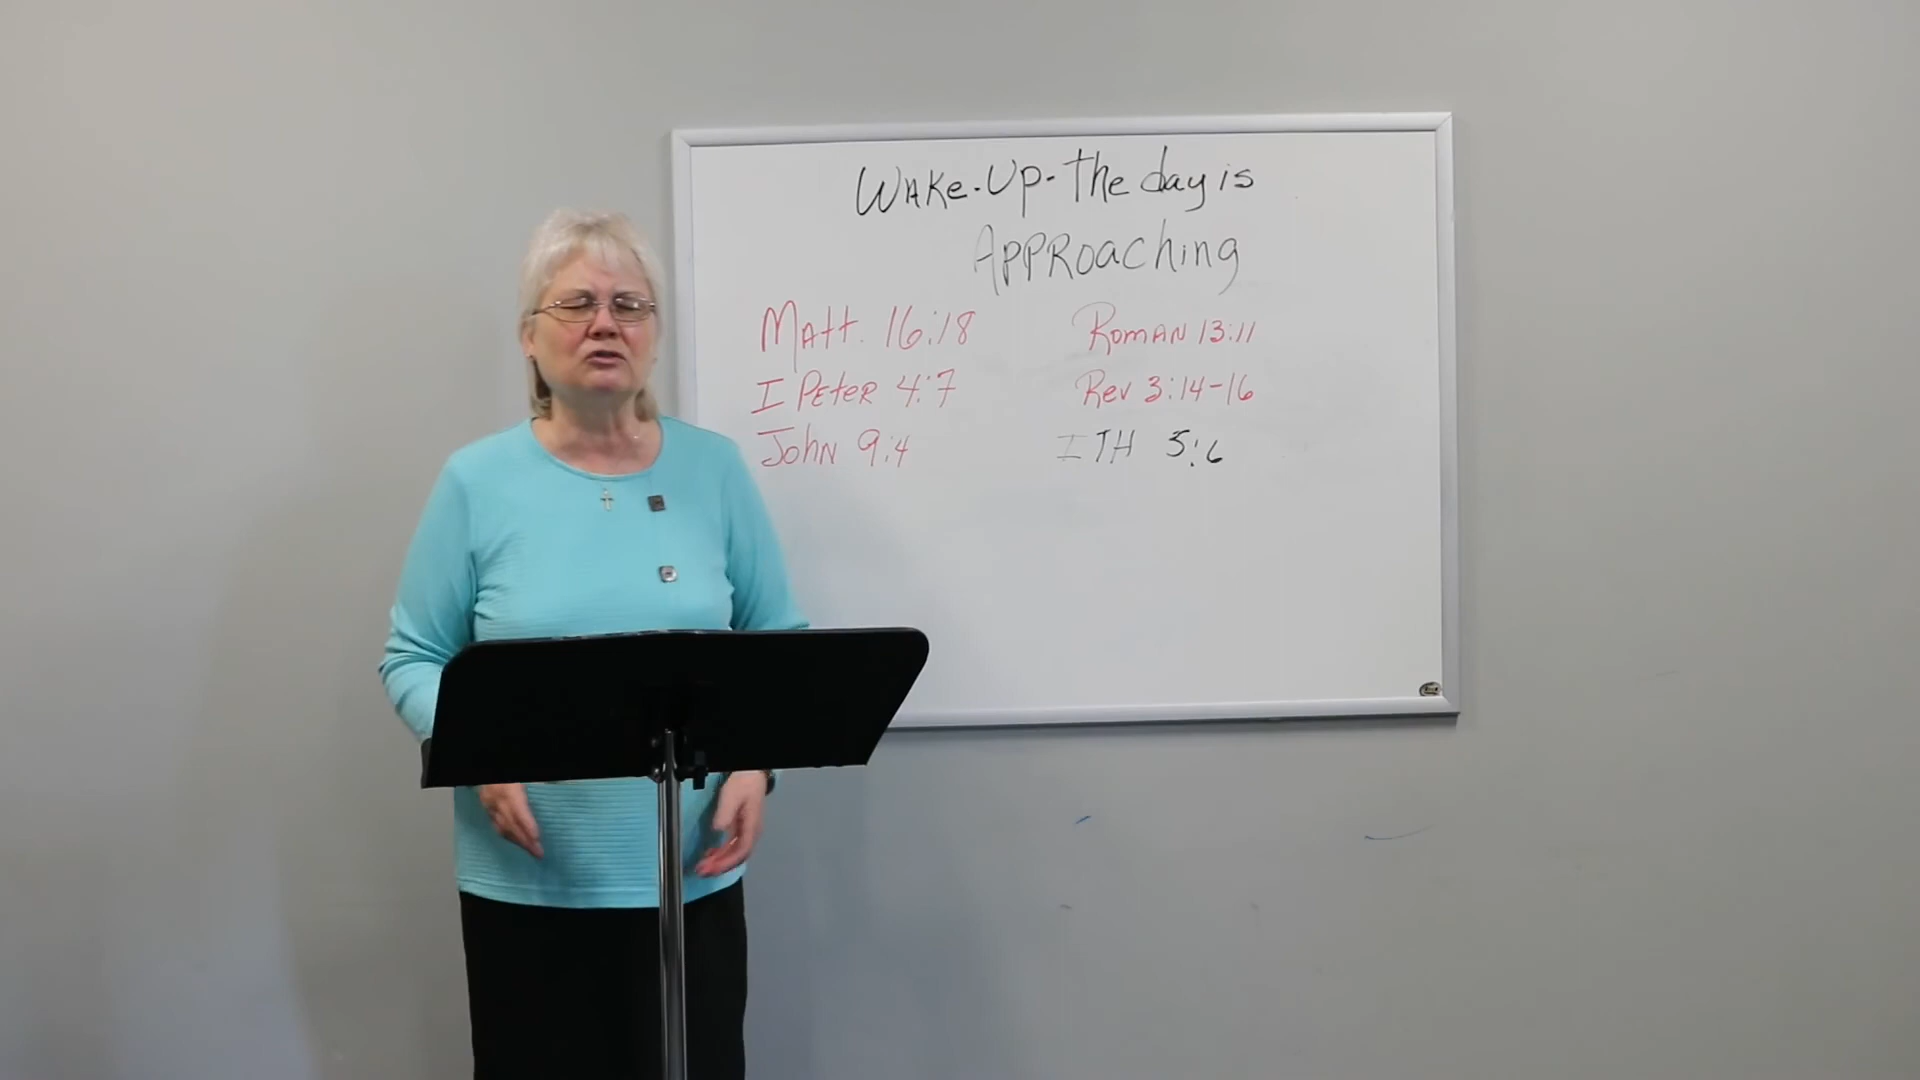 Wake-Up-The day is
Approaching
Matt. 16:18
I Peter 4:7
John 9:4
Roman 13:11
Rev 3:14-16
I TH 5:6